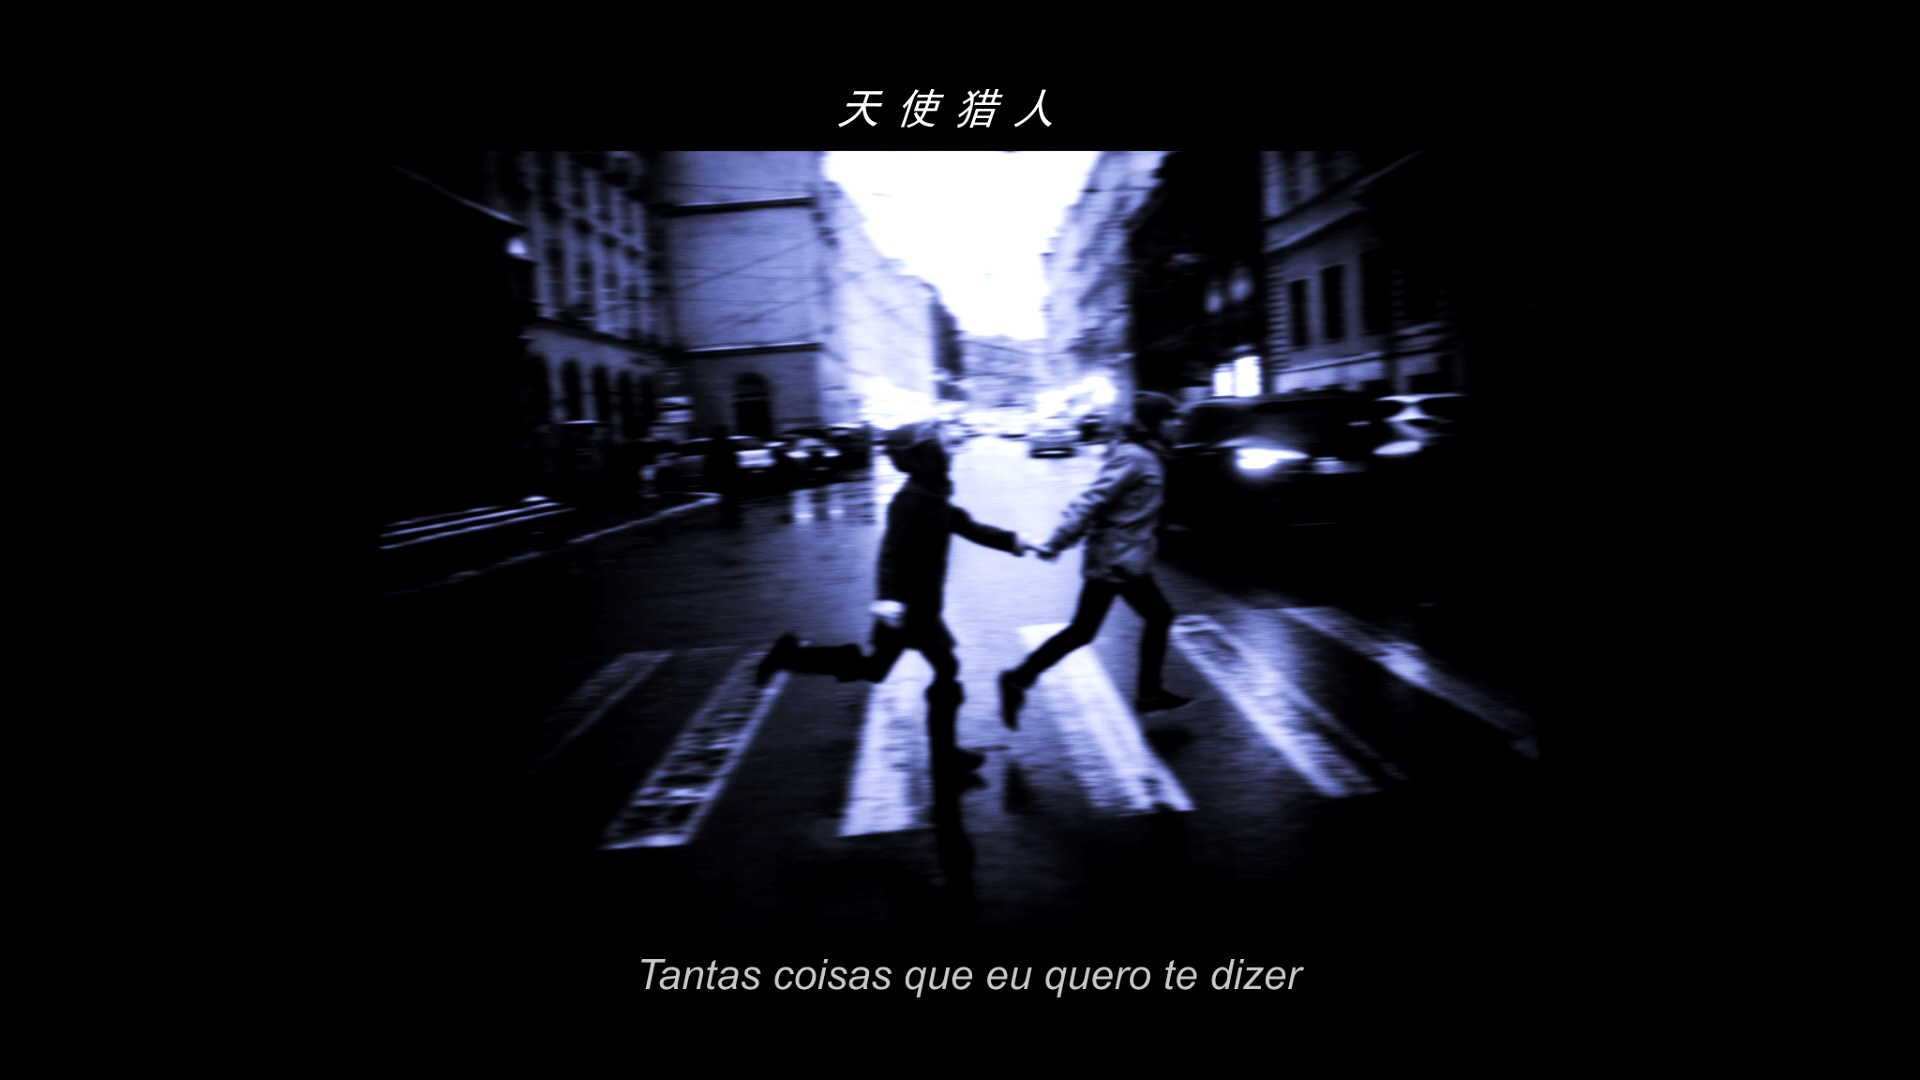 天使猎人
Tantas coisas que eu quero te dizer